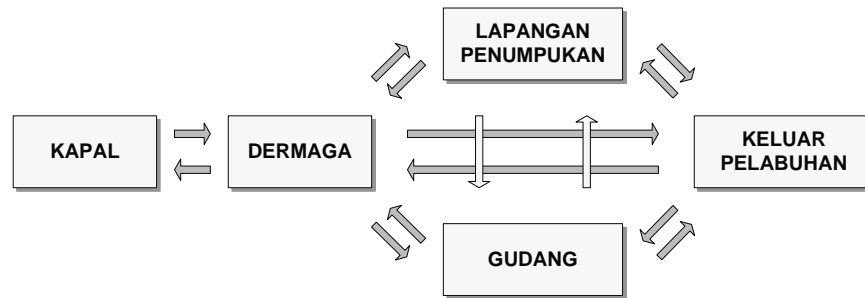 LAPANGAN
PENUMPUKAN
KAPAL
DERMAGA
KELUAR
PELABUHAN
GUDANG